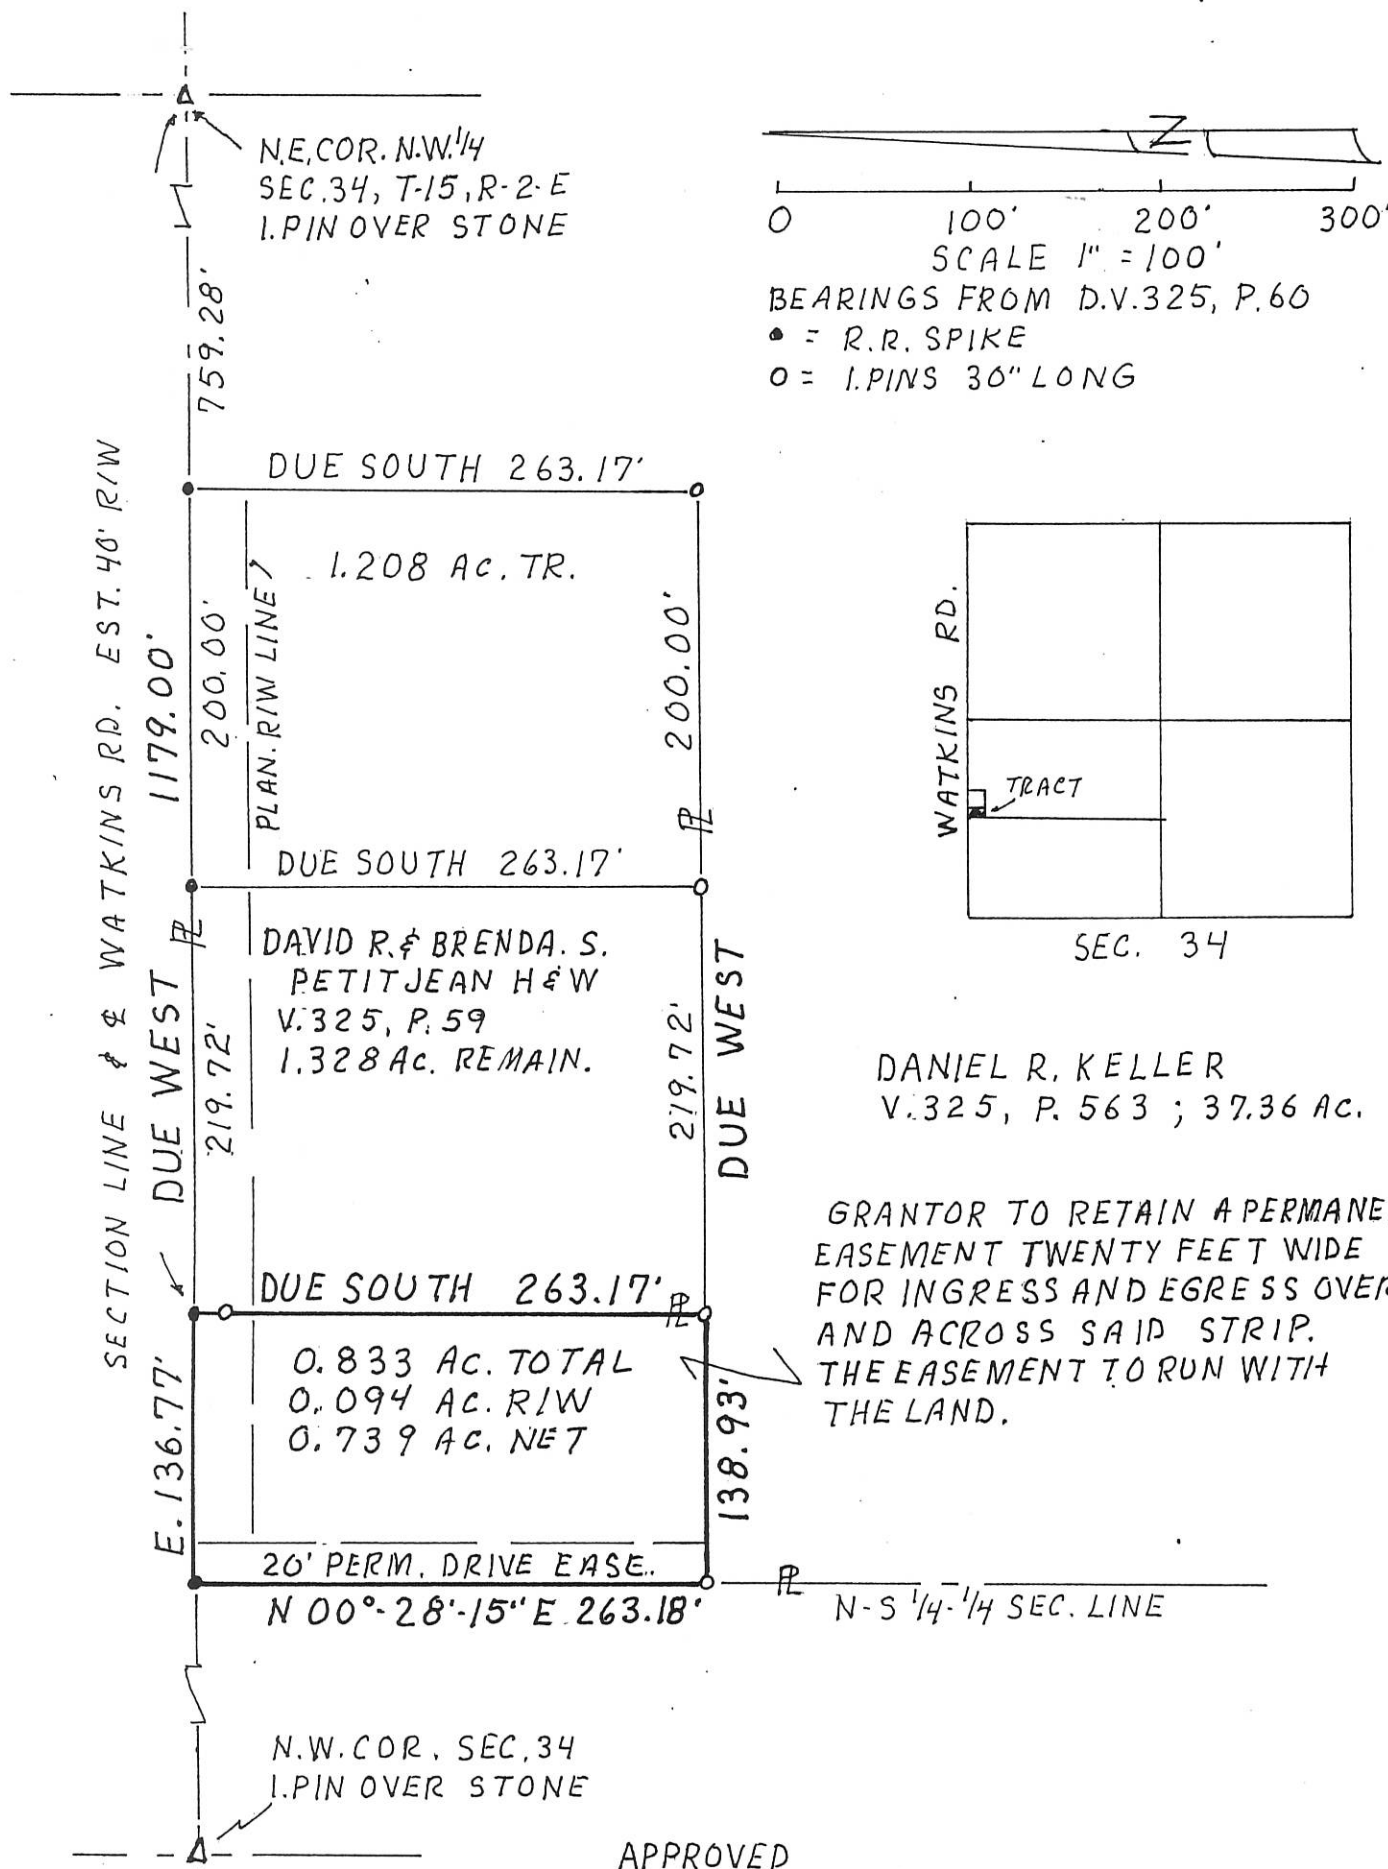 N.E.COR. N.W.1/4
SEC.34, T-15, R-2-E
I.PIN OVER STONE
Z
0 100' 200' 300'
SCALE 1" = 100'
BEARINGS FROM D.V.325, P.60
● = R.R. SPIKE
O = I.PINS 30" LONG
759.28'
DUE SOUTH 263.17'
1.208 AC. TR.
SECTION LINE & ℄ WATKINS RD. EST. 40' R/W
DUE WEST 1179.00'
200.00'
PLAN. R/W LINE
200.00'
PL
DUE SOUTH 263.17'
WATKINS RD.
TRACT
SEC. 34
PL
219.72'
DAVID R. & BRENDA. S.
PETITJEAN H & W
V.325, P.59
1.328 AC. REMAIN.
219.72'
DUE WEST
DANIEL R. KELLER
V.325, P. 563 ; 37.36 AC.
GRANTOR TO RETAIN A PERMANE
EASEMENT TWENTY FEET WIDE
FOR INGRESS AND EGRESS OVER
AND ACROSS SAID STRIP.
THE EASEMENT TO RUN WITH
THE LAND.
DUE SOUTH 263.17'
PL
E. 136.77'
0.833 AC. TOTAL
0.094 AC. R/W
0.739 AC. NET
138.93'
20' PERM. DRIVE EASE.
N 00°-28'-15" E 263.18'
PL
N-S 1/4-1/4 SEC. LINE
N.W.COR. SEC.34
I.PIN OVER STONE
APPROVED